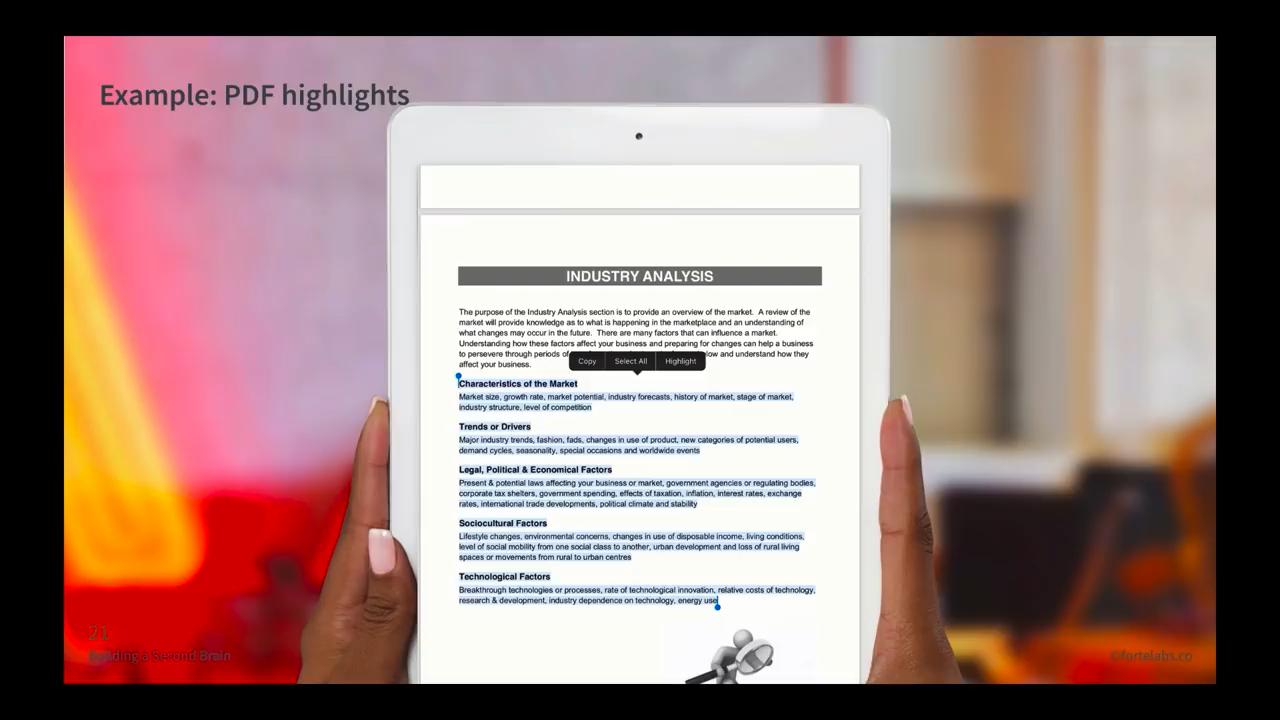 Example: PDF highlights
INDUSTRY ANALYSIS
The purpose of the Industry Analysis section is to provide an overview of the market. A review of the
market will provide knowledge as to what is happening in the marketplace and an understanding of
what changes may occur in the future. There are many factors that can influence a market.
Understanding how these factors affect your business and preparing for changes can help a business
to persevere through periods of low and understand how they
Copy Select All Highlight
affect your business.
Characteristics of the Market
Market size, growth rate, market potential, industry forecasts, history of market, stage of market,
industry structure, level of competition
Trends or Drivers
Major industry trends, fashion, fads, changes in use of product, new categories of potential users,
demand cycles, seasonality, special occasions and worldwide events
Legal, Political & Economical Factors
Present & potential laws affecting your business or market, government agencies or regulating bodies,
corporate tax shelters, government spending, effects of taxation, inflation, interest rates, exchange
rates, international trade developments, political climate and stability
Sociocultural Factors
Lifestyle changes, environmental concerns, changes in use of disposable income, living conditions,
level of social mobility from one social class to another, urban development and loss of rural living
spaces or movements from rural to urban centres
Technological Factors
Breakthrough technologies or processes, rate of technological innovation, relative costs of technology,
research & development, industry dependence on technology, energy use
21
Building a Second Brain
©fortelabs.co